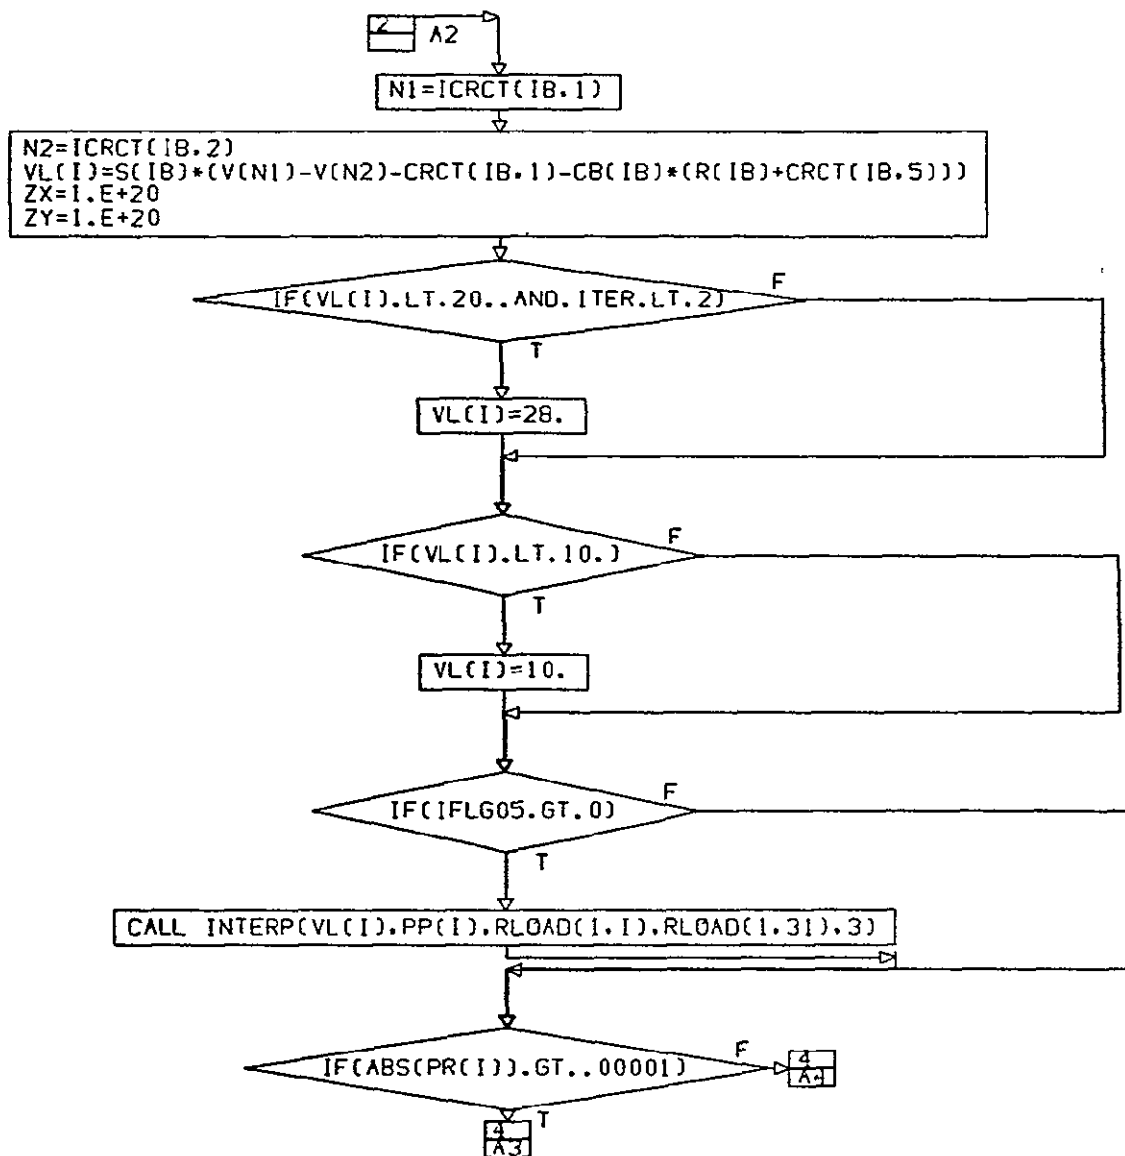 2
A2
N1=ICRCT(IB.1)
N2=ICRCT(IB.2)
VL(I)=S(IB)*(V(N1)-V(N2)-CRCT(IB.1)-CB(IB)*(R(IB)+CRCT(IB.5)))
ZX=1.E+20
ZY=1.E+20
IF(VL(I).LT.20..AND.ITER.LT.2)
F
T
VL(I)=28.
IF(VL(I).LT.10.)
F
T
VL(I)=10.
IF(IFLG05.GT.0)
F
T
CALL INTERP(VL(I).PP(I).RLOAD(1.I).RLOAD(1.31).3)
IF(ABS(PR(I)).GT..00001)
F
4
A4
T
4
A3